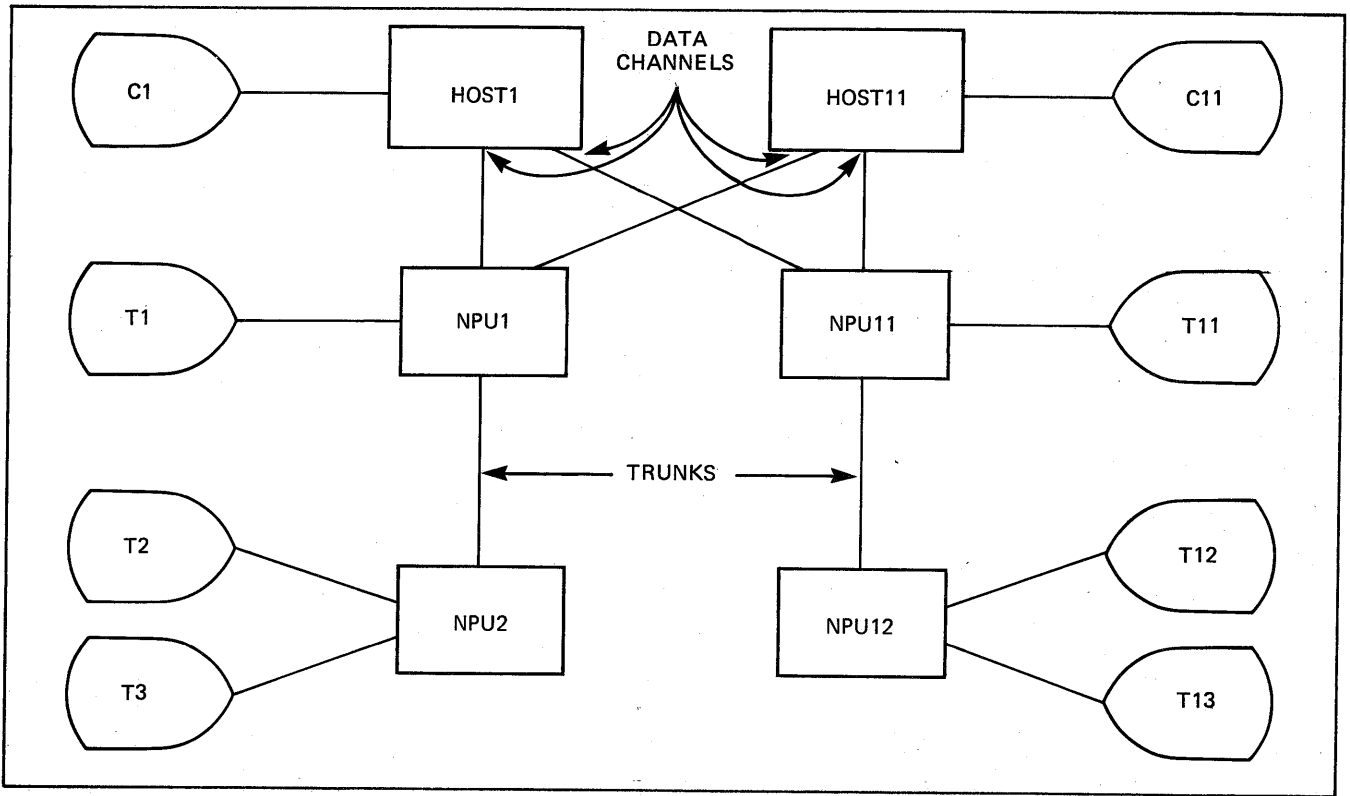 DATA
CHANNELS
C1
HOST1
HOST11
C11
T1
NPU1
NPU11
T11
TRUNKS
T2
T12
NPU2
NPU12
T3
T13